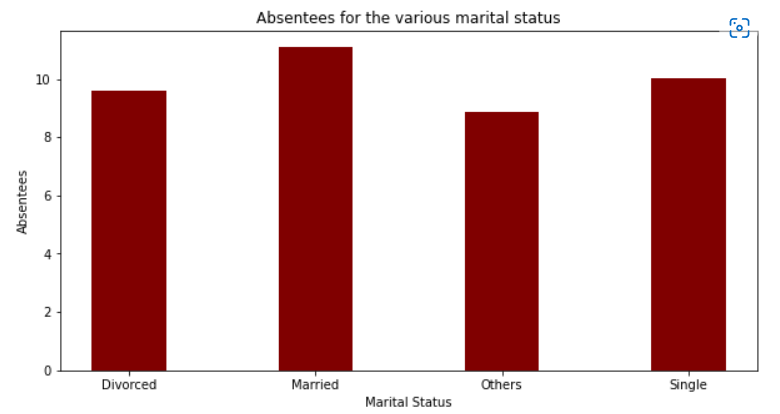 Absentees for the various marital status
10
8
6
4
2
0
Absentees
Divorced Married Others Single
Marital Status